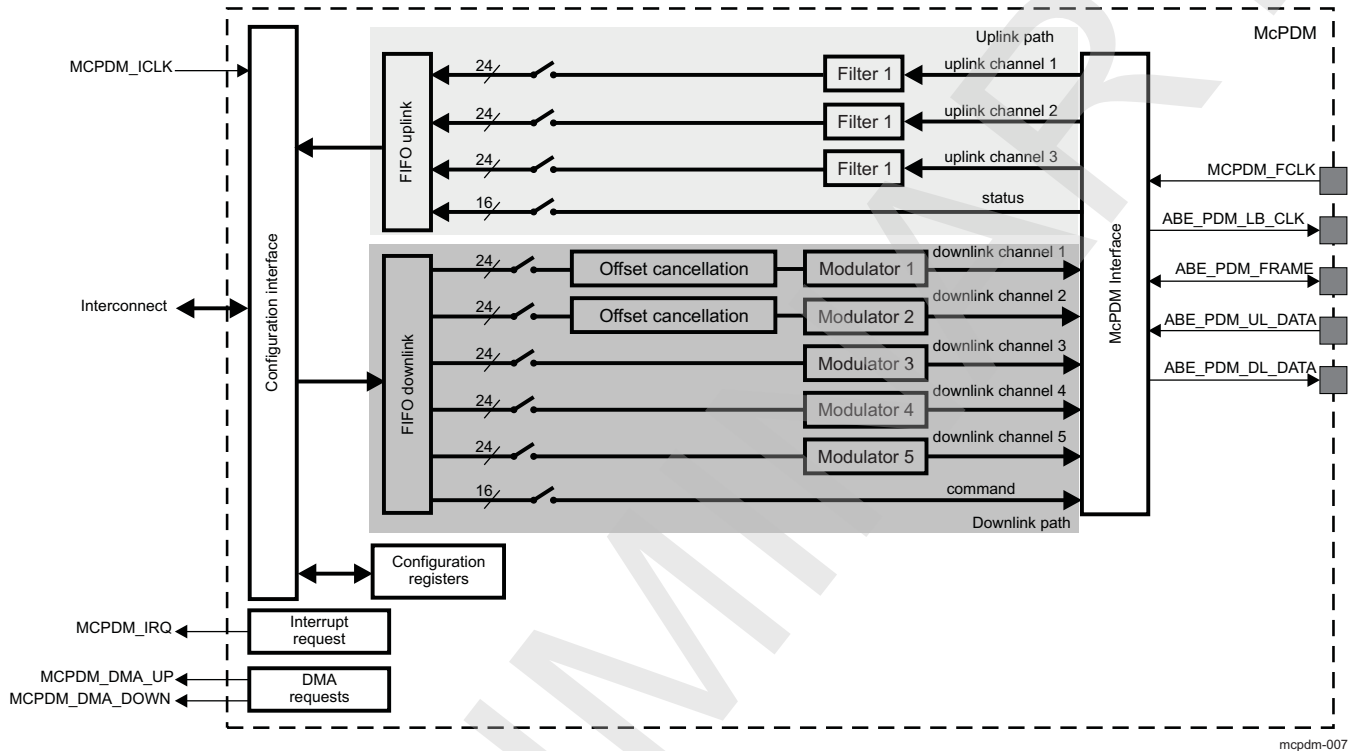 McPDM
Uplink path
MCPDM_ICLK
24
Filter 1
uplink channel 1
24
Filter 1
uplink channel 2
24
Filter 1
uplink channel 3
16
status
FIFO uplink
MCPDM_FCLK
ABE_PDM_LB_CLK
ABE_PDM_FRAME
ABE_PDM_UL_DATA
ABE_PDM_DL_DATA
McPDM Interface
Interconnect
Configuration interface
24
Offset cancellation
Modulator 1
downlink channel 1
24
Offset cancellation
Modulator 2
downlink channel 2
24
Modulator 3
downlink channel 3
24
Modulator 4
downlink channel 4
24
Modulator 5
downlink channel 5
16
command
FIFO downlink
Downlink path
Configuration
registers
MCPDM_IRQ
Interrupt
request
MCPDM_DMA_UP
MCPDM_DMA_DOWN
DMA
requests
mcpdm-007